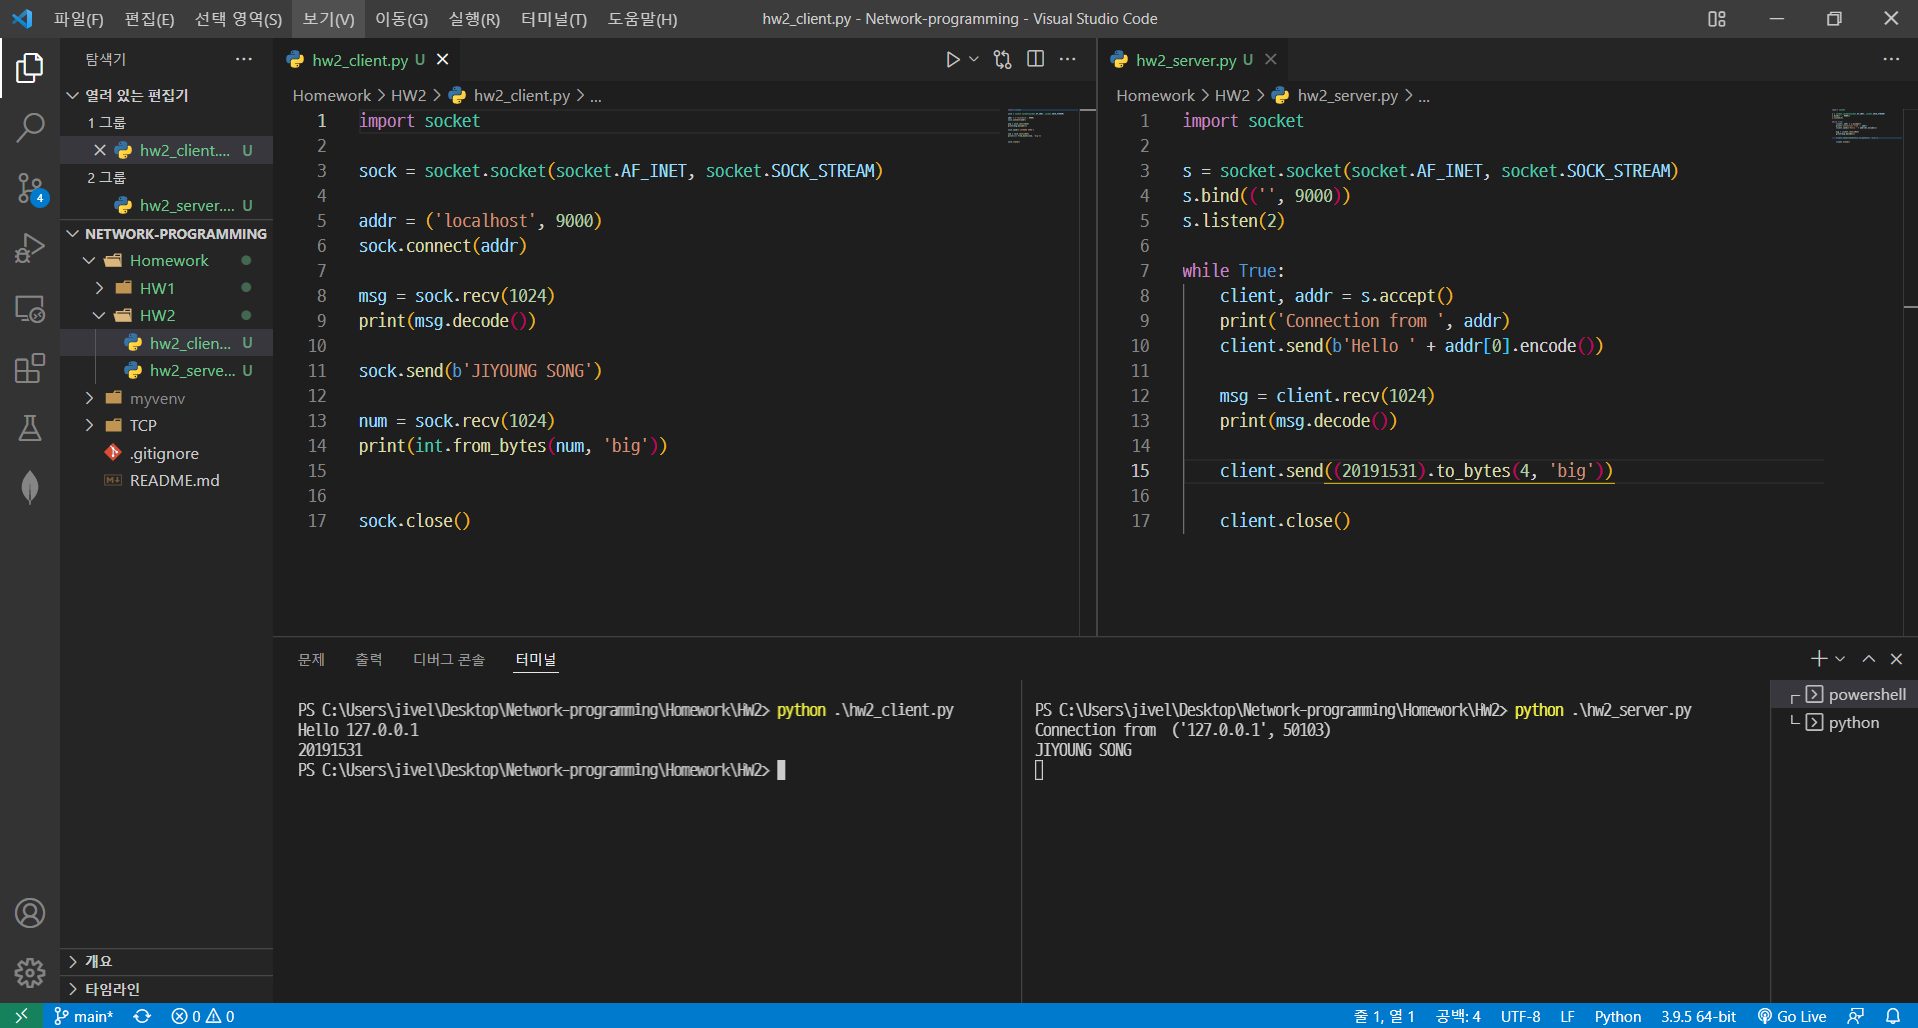 파일(F) 편집(E) 선택 영역(S) 보기(V) 이동(G) 실행(R) 터미널(T) 도움말(H) hw2_client.py - Network-programming - Visual Studio Code
탐색기
열려 있는 편집기
1 그룹
hw2_client.... U
2 그룹
hw2_server.... U
NETWORK-PROGRAMMING
Homework
HW1
HW2
hw2_clien... U
hw2_serve... U
myvenv
TCP
.gitignore
README.md
개요
타임라인
4
hw2_client.py U
Homework > HW2 > hw2_client.py > ...
1 import socket
2
3 sock = socket.socket(socket.AF_INET, socket.SOCK_STREAM)
4
5 addr = ('localhost', 9000)
6 sock.connect(addr)
7
8 msg = sock.recv(1024)
9 print(msg.decode())
10
11 sock.send(b'JIYOUNG SONG')
12
13 num = sock.recv(1024)
14 print(int.from_bytes(num, 'big'))
15
16
17 sock.close()
hw2_server.py U
Homework > HW2 > hw2_server.py > ...
1 import socket
2
3 s = socket.socket(socket.AF_INET, socket.SOCK_STREAM)
4 s.bind(('', 9000))
5 s.listen(2)
6
7 while True:
8 client, addr = s.accept()
9 print('Connection from ', addr)
10 client.send(b'Hello ' + addr[0].encode())
11
12 msg = client.recv(1024)
13 print(msg.decode())
14
15 client.send((20191531).to_bytes(4, 'big'))
16
17 client.close()
문제 출력 디버그 콘솔 터미널
PS C:\Users\jivel\Desktop\Network-programming\Homework\HW2> python .\hw2_client.py
Hello 127.0.0.1
20191531
PS C:\Users\jivel\Desktop\Network-programming\Homework\HW2>
PS C:\Users\jivel\Desktop\Network-programming\Homework\HW2> python .\hw2_server.py
Connection from  ('127.0.0.1', 50103)
JIYOUNG SONG
powershell
python
main* 0 0 줄 1, 열 1 공백: 4 UTF-8 LF Python 3.9.5 64-bit Go Live